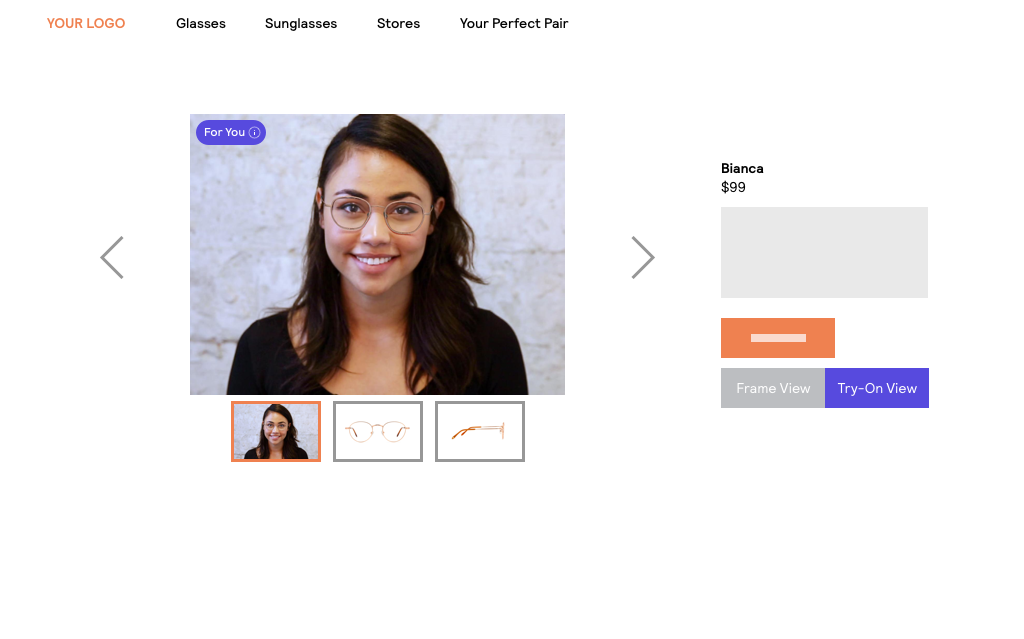 YOUR LOGO
Glasses
Sunglasses
Stores
Your Perfect Pair
For You
Bianca
$99
Frame View
Try-On View